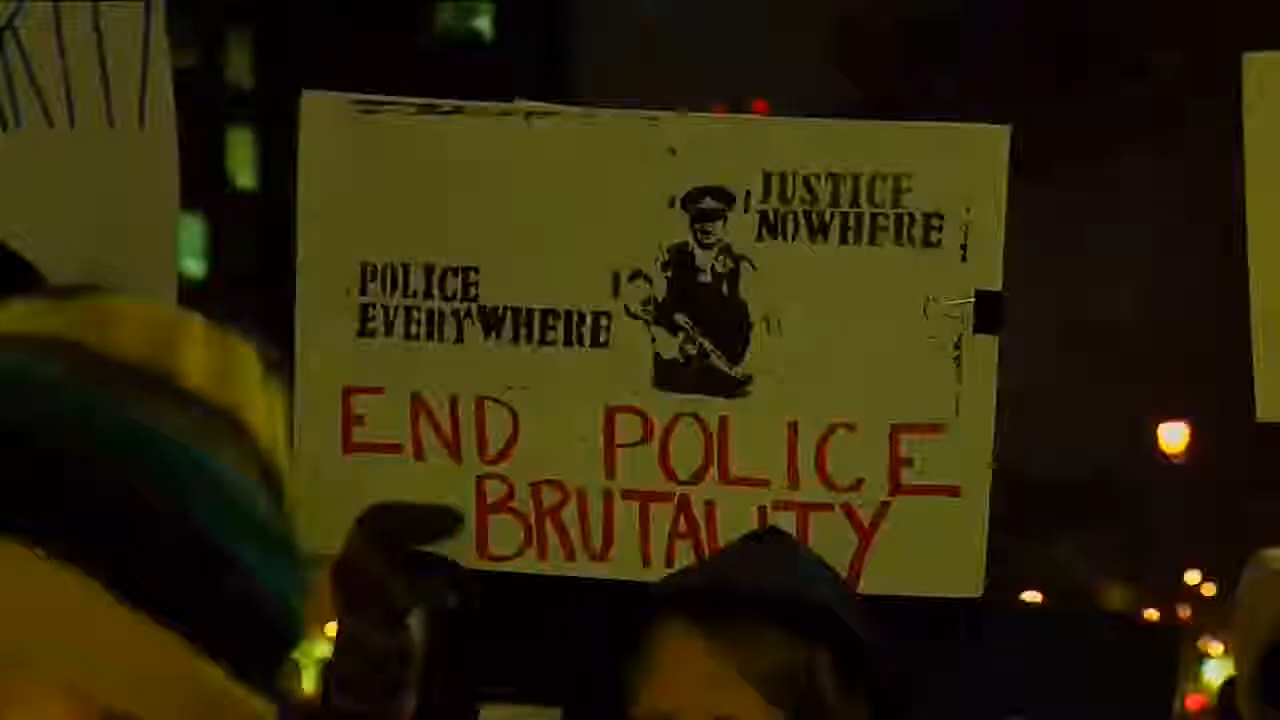 JUSTICE
NOWHERE
POLICE
EVERYWHERE
END POLICE
BRUTALITY